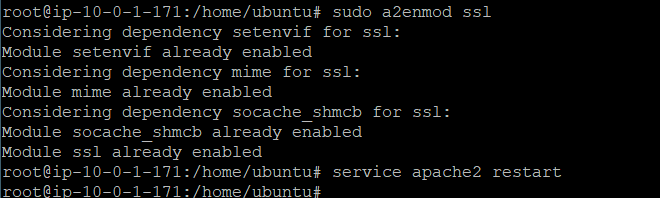 root@ip-10-0-1-171:/home/ubuntu# sudo a2enmod ssl
Considering dependency setenvif for ssl:
Module setenvif already enabled
Considering dependency mime for ssl:
Module mime already enabled
Considering dependency socache_shmcb for ssl:
Module socache_shmcb already enabled
Module ssl already enabled
root@ip-10-0-1-171:/home/ubuntu# service apache2 restart
root@ip-10-0-1-171:/home/ubuntu#